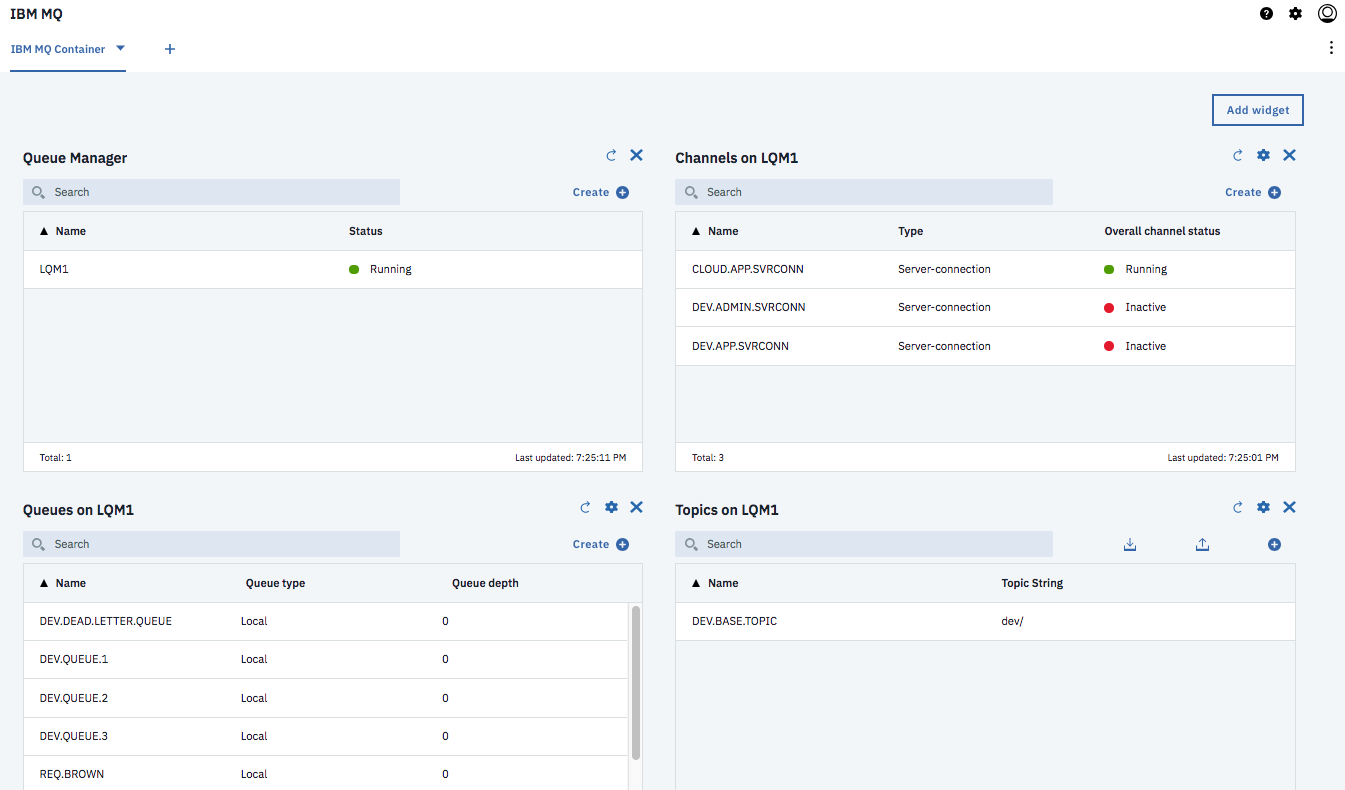 IBM MQ
IBM MQ Container
Add widget
Queue Manager
Search
Create
Name Status
LQM1 Running
Total: 1 Last updated: 7:25:11 PM
Channels on LQM1
Search
Create
Name Type Overall channel status
CLOUD.APP.SVRCONN Server-connection Running
DEV.ADMIN.SVRCONN Server-connection Inactive
DEV.APP.SVRCONN Server-connection Inactive
Total: 3 Last updated: 7:25:01 PM
Queues on LQM1
Search
Create
Name Queue type Queue depth
DEV.DEAD.LETTER.QUEUE Local 0
DEV.QUEUE.1 Local 0
DEV.QUEUE.2 Local 0
DEV.QUEUE.3 Local 0
REQ.BROWN Local 0
Topics on LQM1
Search
Name Topic String
DEV.BASE.TOPIC dev/